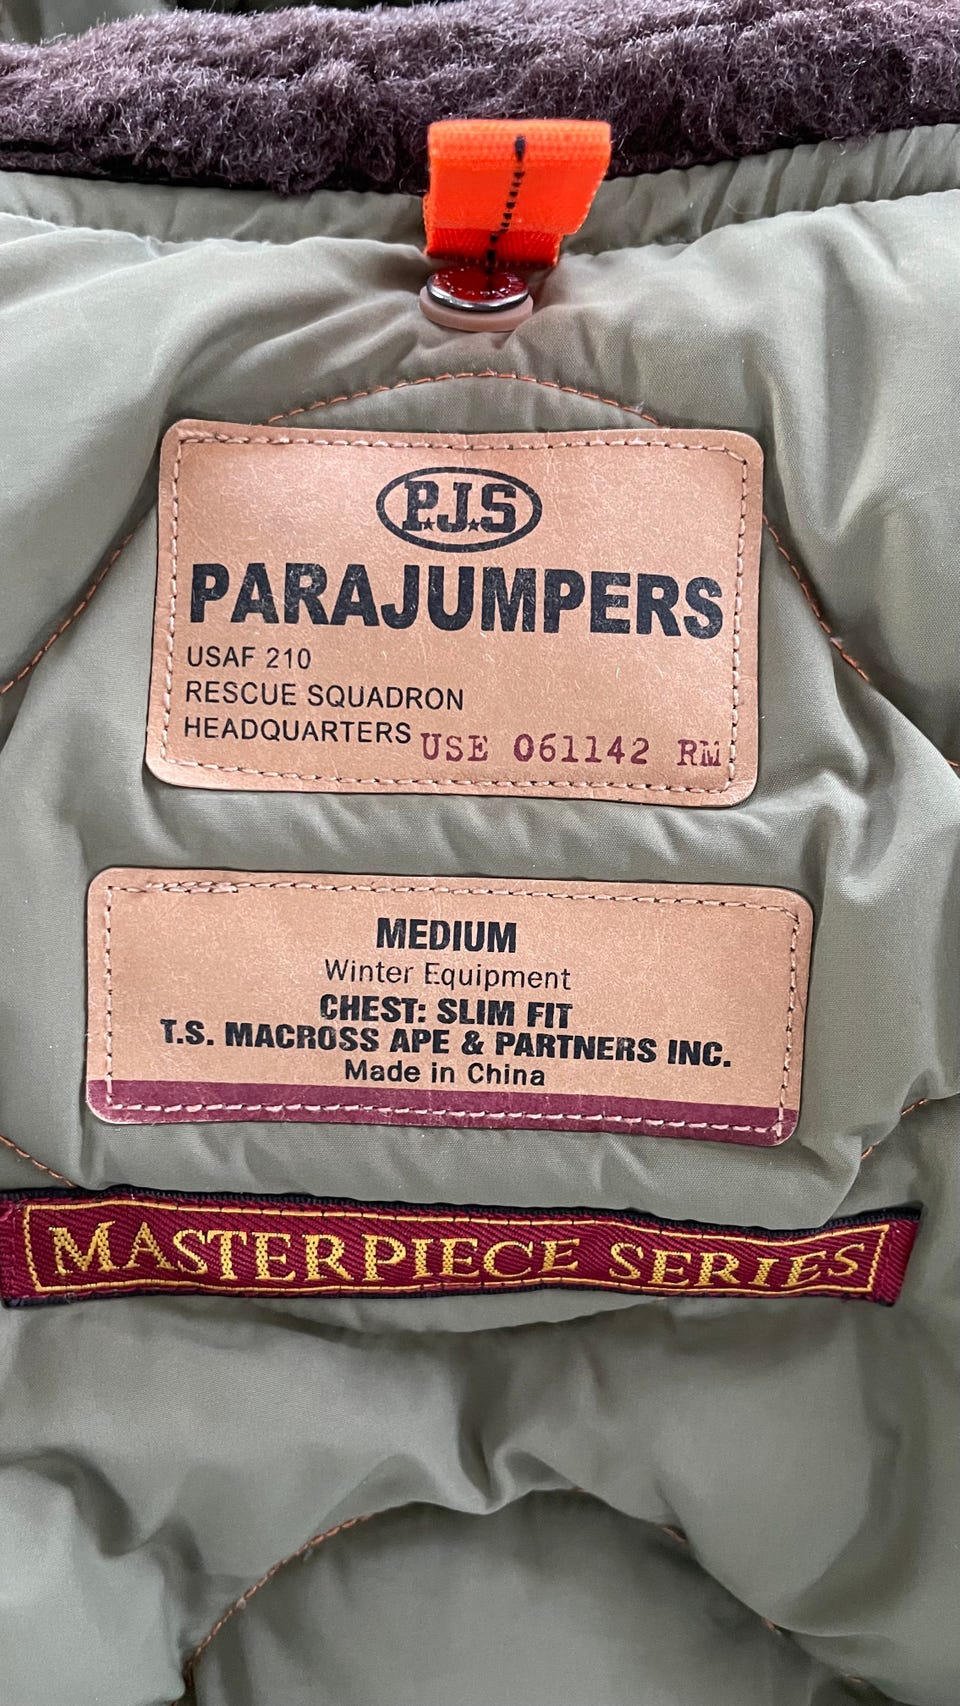 P.J.S
PARAJUMPERS
USAF 210
RESCUE SQUADRON
HEADQUARTERS USE 061142 RM
MEDIUM
Winter Equipment
CHEST: SLIM FIT
T.S. MACROSS APE & PARTNERS INC.
Made in China
MASTERPIECE SERIES